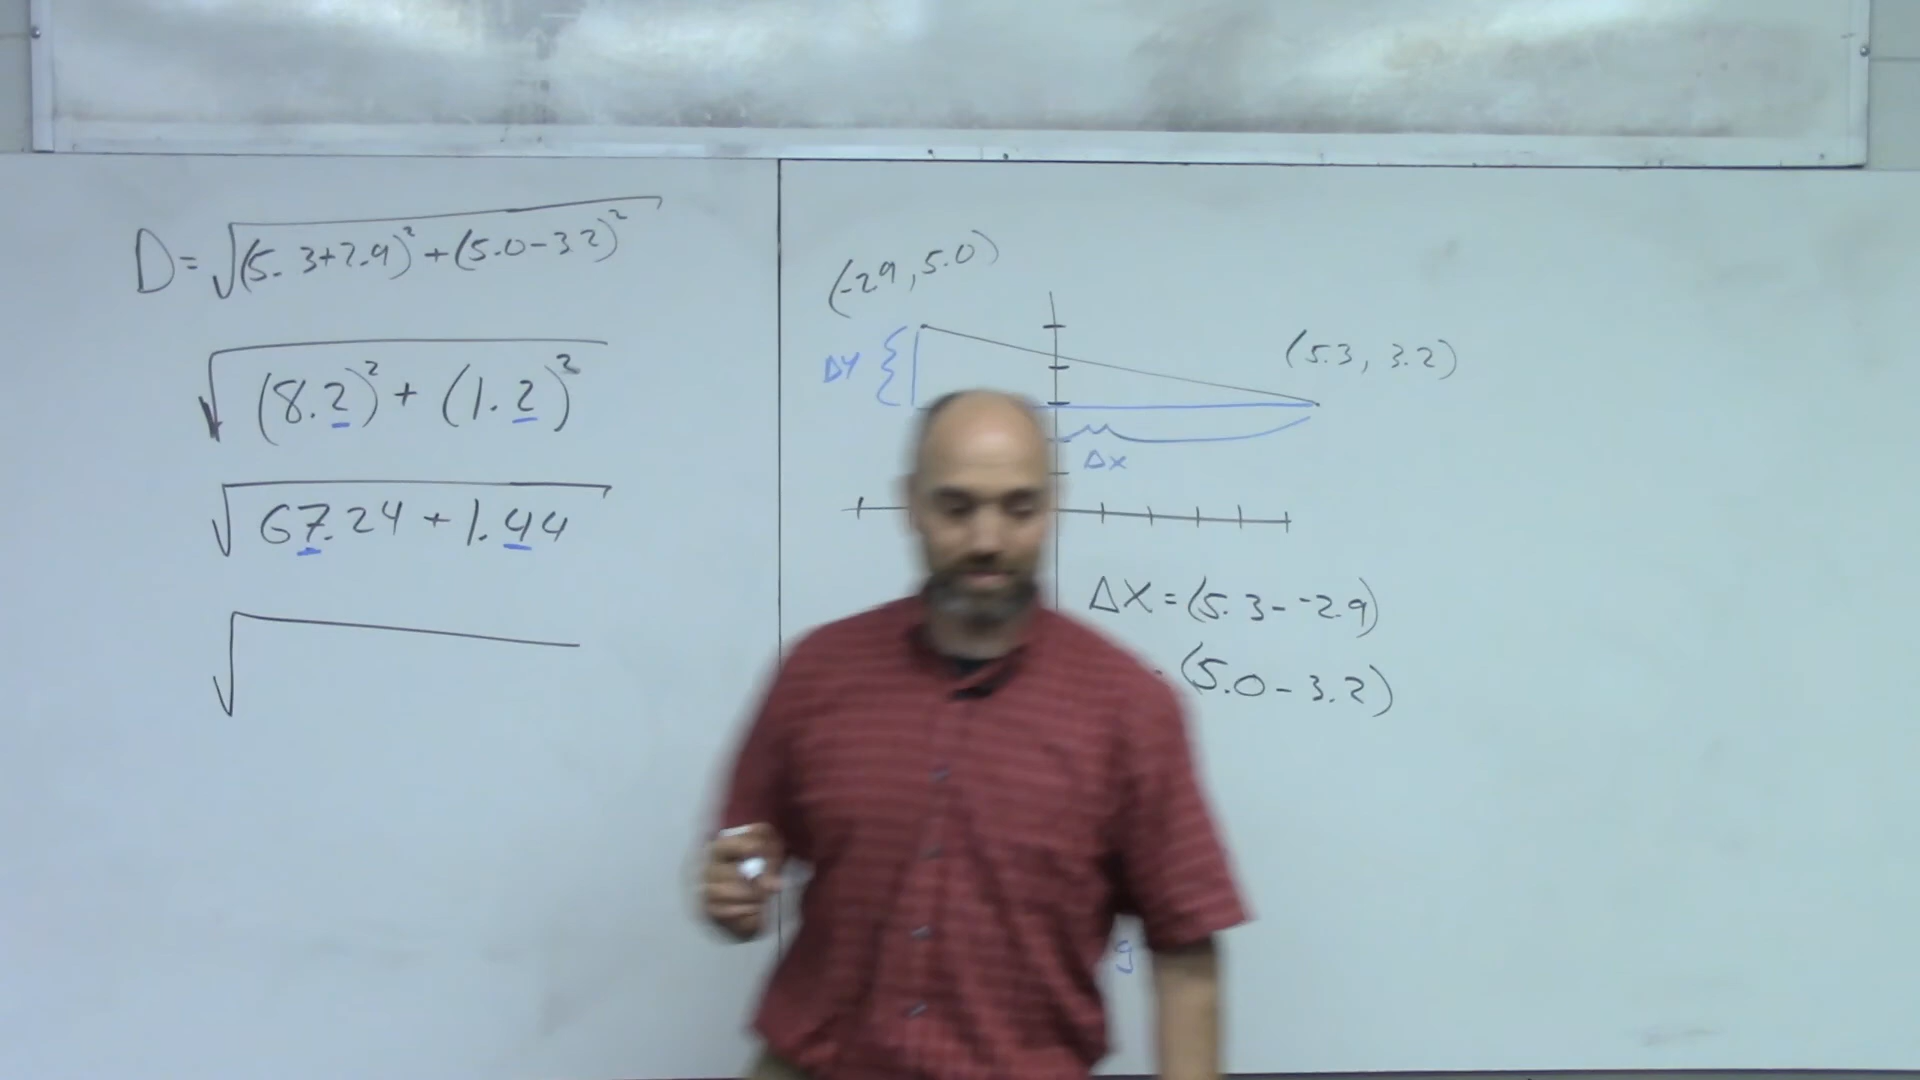 D = √(5.3+2.9)² + (5.0-3.2)²
√(8.2)² + (1.2)²
√67.24 + 1.44
√
(-2.9, 5.0)
(5.3, 3.2)
ΔY
Δx
ΔX = (5.3 - -2.9)
(5.0 - 3.2)